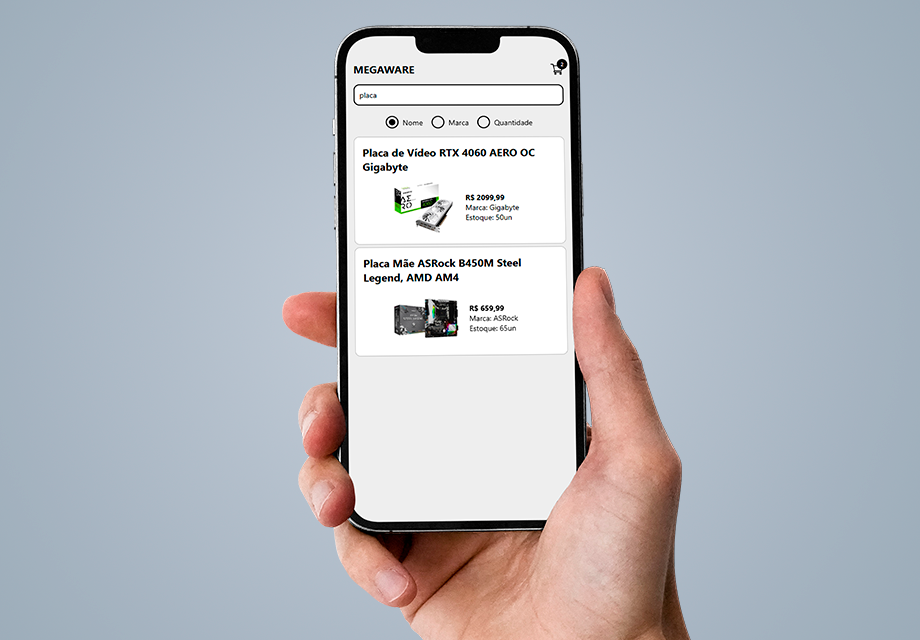 MEGAWARE
2
placa
Nome Marca Quantidade
Placa de Vídeo RTX 4060 AERO OC
Gigabyte
R$ 2099,99
Marca: Gigabyte
Estoque: 50un
Placa Mãe ASRock B450M Steel
Legend, AMD AM4
R$ 659,99
Marca: ASRock
Estoque: 65un